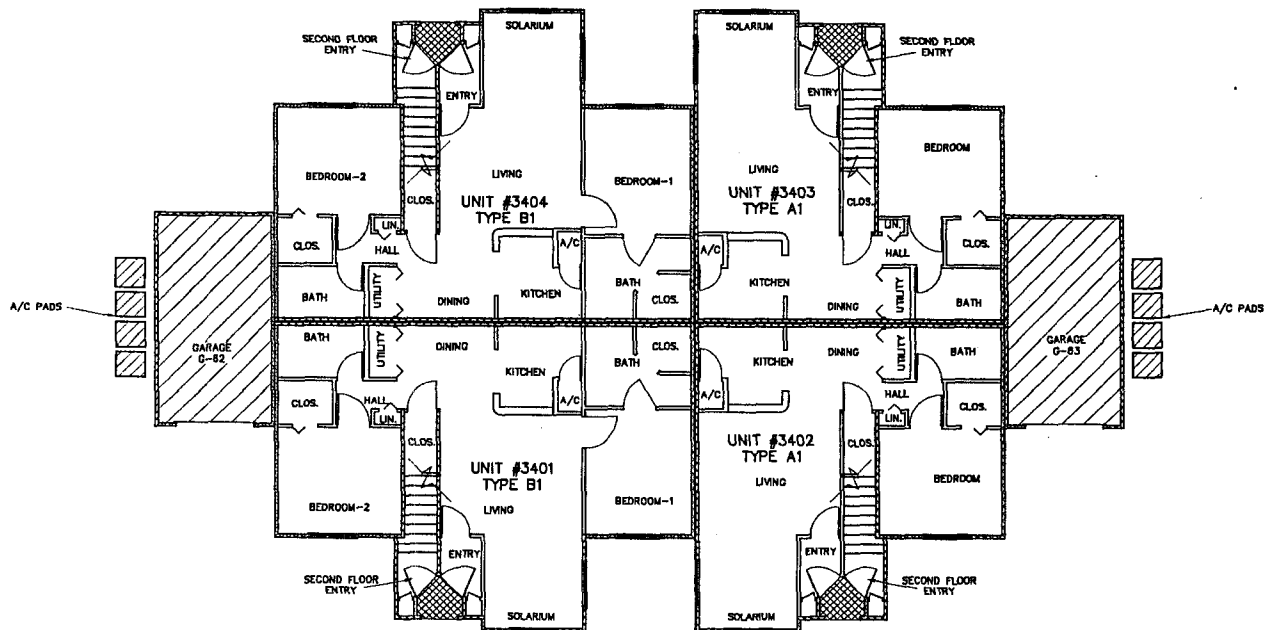 SOLARIUM
SOLARIUM
SECOND FLOOR
ENTRY
SECOND FLOOR
ENTRY
ENTRY
ENTRY
BEDROOM-2
LIVING
BEDROOM-1
LIVING
BEDROOM
UNIT #3404
TYPE B1
UNIT #3403
TYPE A1
CLOS.
CLOS.
LIN.
LIN.
CLOS.
HALL
A/C
A/C
HALL
CLOS.
BATH
UTILITY
DINING
KITCHEN
BATH
CLOS.
KITCHEN
DINING
UTILITY
BATH
A/C PADS
A/C PADS
GARAGE
G-62
GARAGE
G-63
BATH
UTILITY
DINING
KITCHEN
BATH
CLOS.
KITCHEN
DINING
UTILITY
BATH
CLOS.
HALL
LIN.
A/C
A/C
HALL
LIN.
CLOS.
CLOS.
CLOS.
UNIT #3401
TYPE B1
UNIT #3402
TYPE A1
BEDROOM-2
LIVING
BEDROOM-1
LIVING
BEDROOM
ENTRY
ENTRY
SECOND FLOOR
ENTRY
SECOND FLOOR
ENTRY
SOLARIUM
SOLARIUM